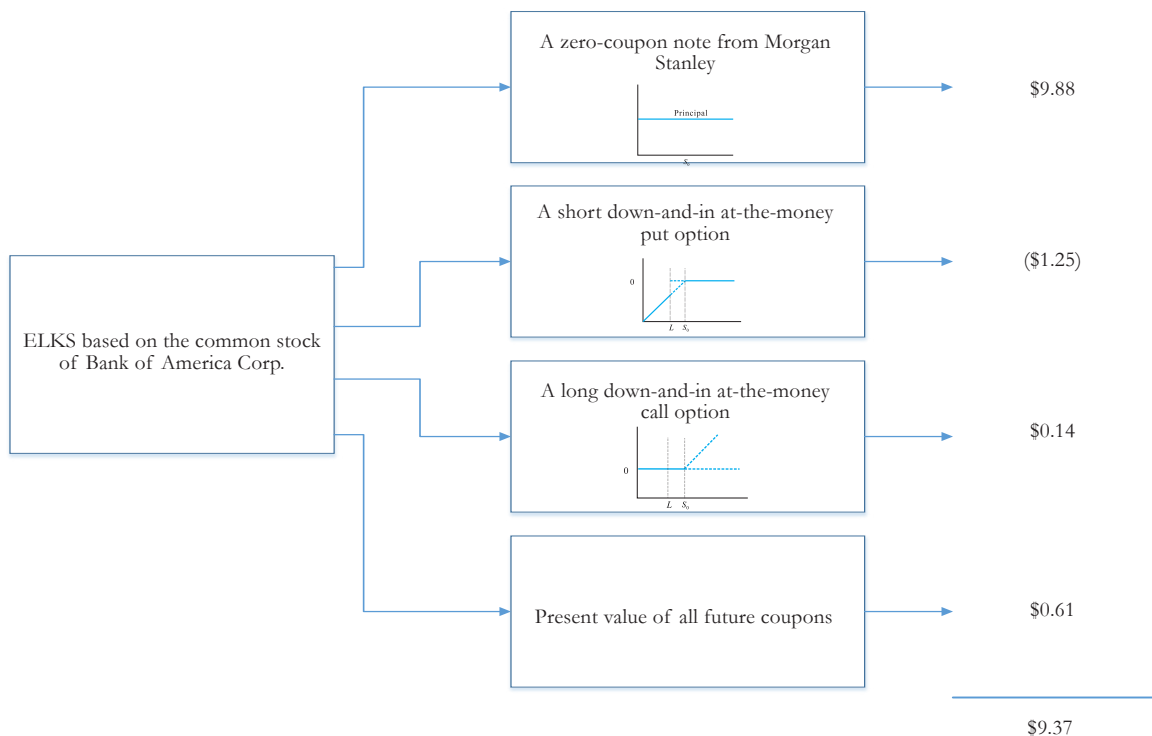 A zero-coupon note from Morgan
Stanley
Principal
S₀
$9.88
A short down-and-in at-the-money
put option
0
L S₀
($1.25)
ELKS based on the common stock
of Bank of America Corp.
A long down-and-in at-the-money
call option
0
L S₀
$0.14
Present value of all future coupons
$0.61
$9.37